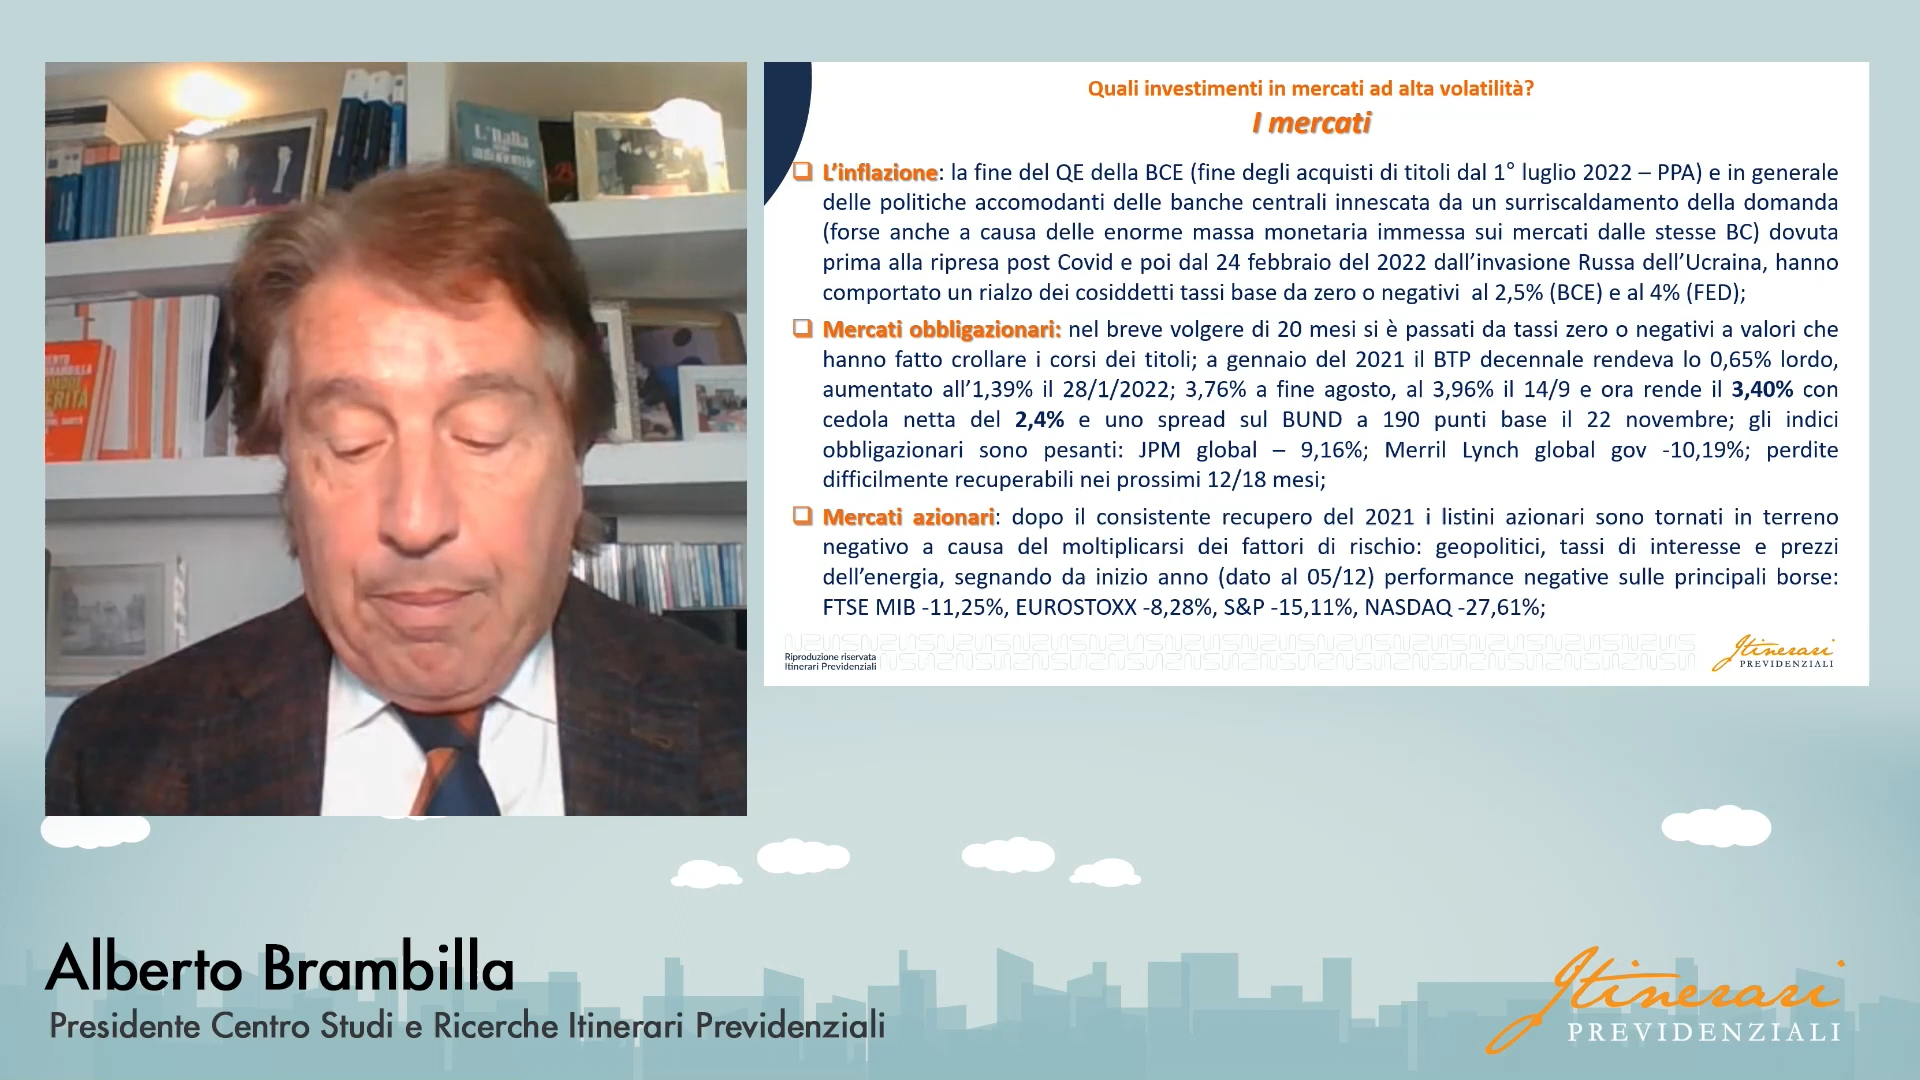 L'Italia
Quali investimenti in mercati ad alta volatilità?
I mercati
L'inflazione: la fine del QE della BCE (fine degli acquisti di titoli dal 1° luglio 2022 – PPA) e in generale
delle politiche accomodanti delle banche centrali innescata da un surriscaldamento della domanda
(forse anche a causa delle enorme massa monetaria immessa sui mercati dalle stesse BC) dovuta
prima alla ripresa post Covid e poi dal 24 febbraio del 2022 dall'invasione Russa dell'Ucraina, hanno
comportato un rialzo dei cosiddetti tassi base da zero o negativi al 2,5% (BCE) e al 4% (FED);
Mercati obbligazionari: nel breve volgere di 20 mesi si è passati da tassi zero o negativi a valori che
hanno fatto crollare i corsi dei titoli; a gennaio del 2021 il BTP decennale rendeva lo 0,65% lordo,
aumentato all'1,39% il 28/1/2022; 3,76% a fine agosto, al 3,96% il 14/9 e ora rende il 3,40% con
cedola netta del 2,4% e uno spread sul BUND a 190 punti base il 22 novembre; gli indici
obbligazionari sono pesanti: JPM global – 9,16%; Merril Lynch global gov -10,19%; perdite
difficilmente recuperabili nei prossimi 12/18 mesi;
Mercati azionari: dopo il consistente recupero del 2021 i listini azionari sono tornati in terreno
negativo a causa del moltiplicarsi dei fattori di rischio: geopolitici, tassi di interesse e prezzi
dell'energia, segnando da inizio anno (dato al 05/12) performance negative sulle principali borse:
FTSE MIB -11,25%, EUROSTOXX -8,28%, S&P -15,11%, NASDAQ -27,61%;
Riproduzione riservata
Itinerari Previdenziali
Itinerari
PREVIDENZIALI
Alberto Brambilla
Presidente Centro Studi e Ricerche Itinerari Previdenziali
Itinerari
PREVIDENZIALI